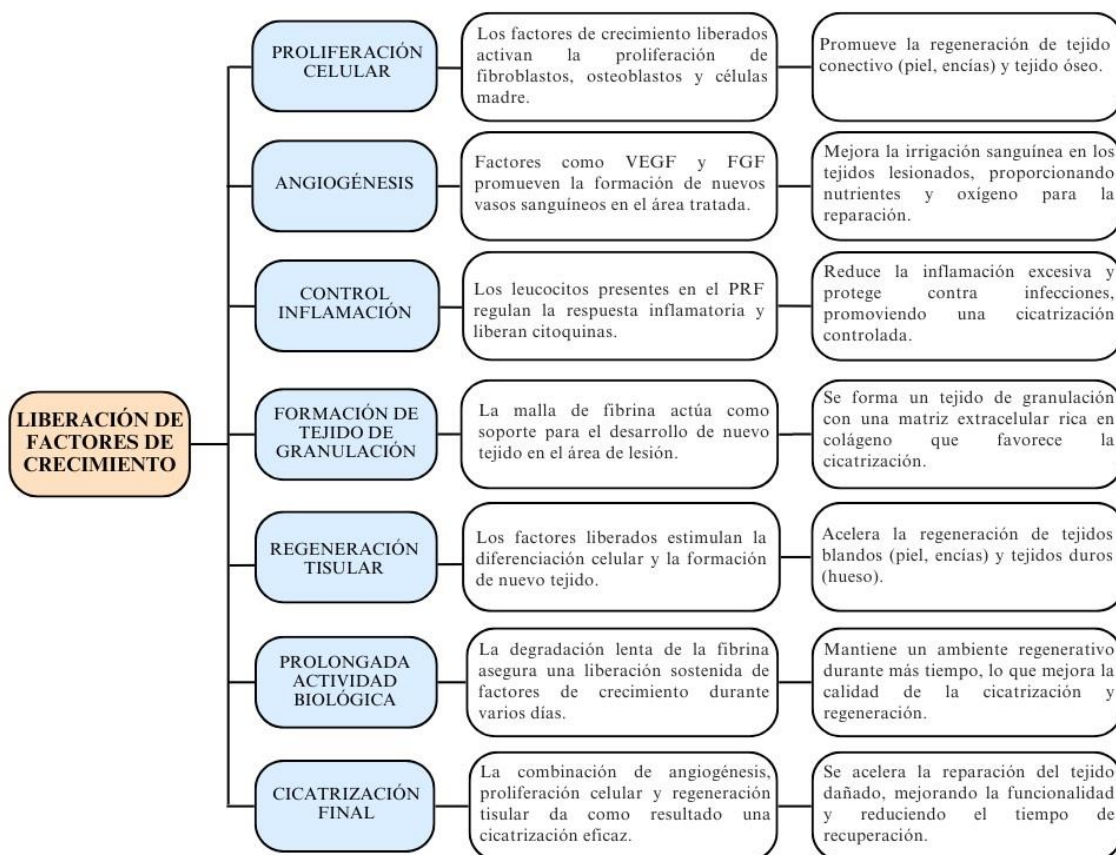 LIBERACIÓN DE
FACTORES DE
CRECIMIENTO
PROLIFERACIÓN
CELULAR
Los factores de crecimiento liberados
activan la proliferación de
fibroblastos, osteoblastos y células
madre.
Promueve la regeneración de tejido
conectivo (piel, encías) y tejido óseo.
ANGIOGÉNESIS
Factores como VEGF y FGF
promueven la formación de nuevos
vasos sanguíneos en el área tratada.
Mejora la irrigación sanguínea en los
tejidos lesionados, proporcionando
nutrientes y oxígeno para la
reparación.
CONTROL
INFLAMACIÓN
Los leucocitos presentes en el PRF
regulan la respuesta inflamatoria y
liberan citoquinas.
Reduce la inflamación excesiva y
protege contra infecciones,
promoviendo una cicatrización
controlada.
FORMACIÓN DE
TEJIDO DE
GRANULACIÓN
La malla de fibrina actúa como
soporte para el desarrollo de nuevo
tejido en el área de lesión.
Se forma un tejido de granulación
con una matriz extracelular rica en
colágeno que favorece la
cicatrización.
REGENERACIÓN
TISULAR
Los factores liberados estimulan la
diferenciación celular y la formación
de nuevo tejido.
Acelera la regeneración de tejidos
blandos (piel, encías) y tejidos duros
(hueso).
PROLONGADA
ACTIVIDAD
BIOLÓGICA
La degradación lenta de la fibrina
asegura una liberación sostenida de
factores de crecimiento durante
varios días.
Mantiene un ambiente regenerativo
durante más tiempo, lo que mejora la
calidad de la cicatrización y
regeneración.
CICATRIZACIÓN
FINAL
La combinación de angiogénesis,
proliferación celular y regeneración
tisular da como resultado una
cicatrización eficaz.
Se acelera la reparación del tejido
dañado, mejorando la funcionalidad
y reduciendo el tiempo de
recuperación.